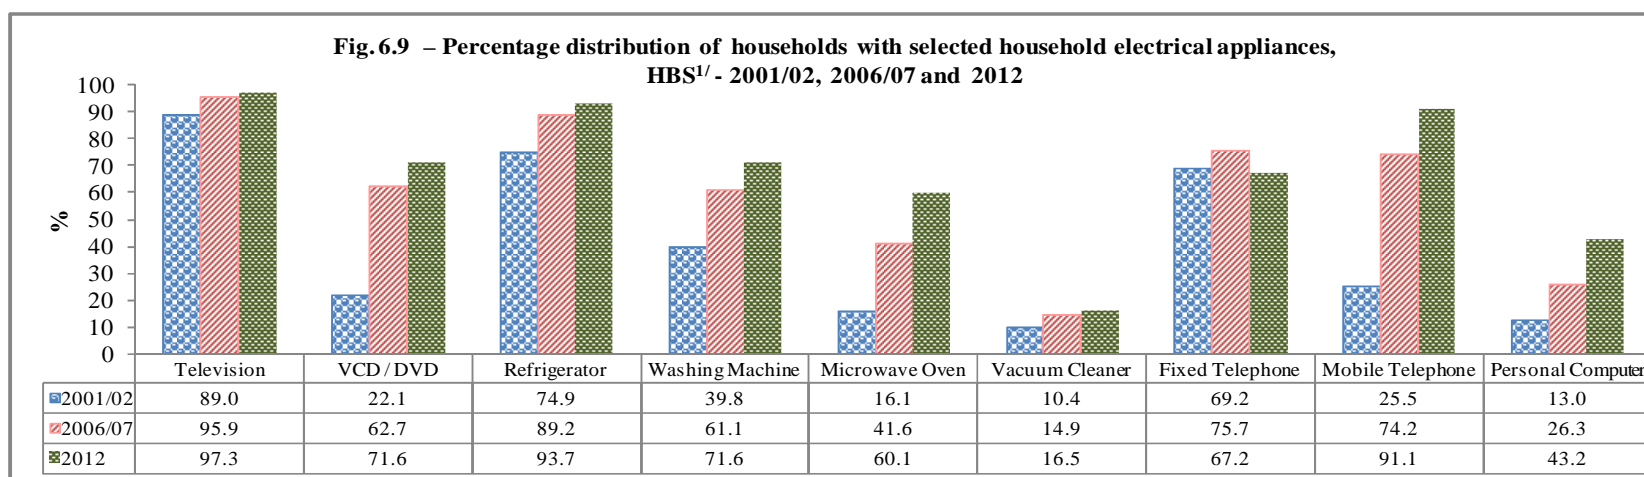 Fig. 6.9 – Percentage distribution of households with selected household electrical appliances,
HBS1/ - 2001/02, 2006/07 and 2012
100
90
80
70
60
50
40
30
20
10
0
%
Television VCD / DVD Refrigerator Washing Machine Microwave Oven Vacuum Cleaner Fixed Telephone Mobile Telephone Personal Computer
2001/02 89.0 22.1 74.9 39.8 16.1 10.4 69.2 25.5 13.0
2006/07 95.9 62.7 89.2 61.1 41.6 14.9 75.7 74.2 26.3
2012 97.3 71.6 93.7 71.6 60.1 16.5 67.2 91.1 43.2